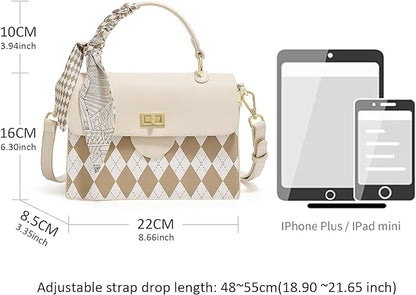 10CM
3.94inch
16CM
6.30inch
8.5CM
3.35inch
22CM
8.66inch
IPhone Plus / IPad mini
Adjustable strap drop length: 48~55cm(18.90 ~21.65 inch)